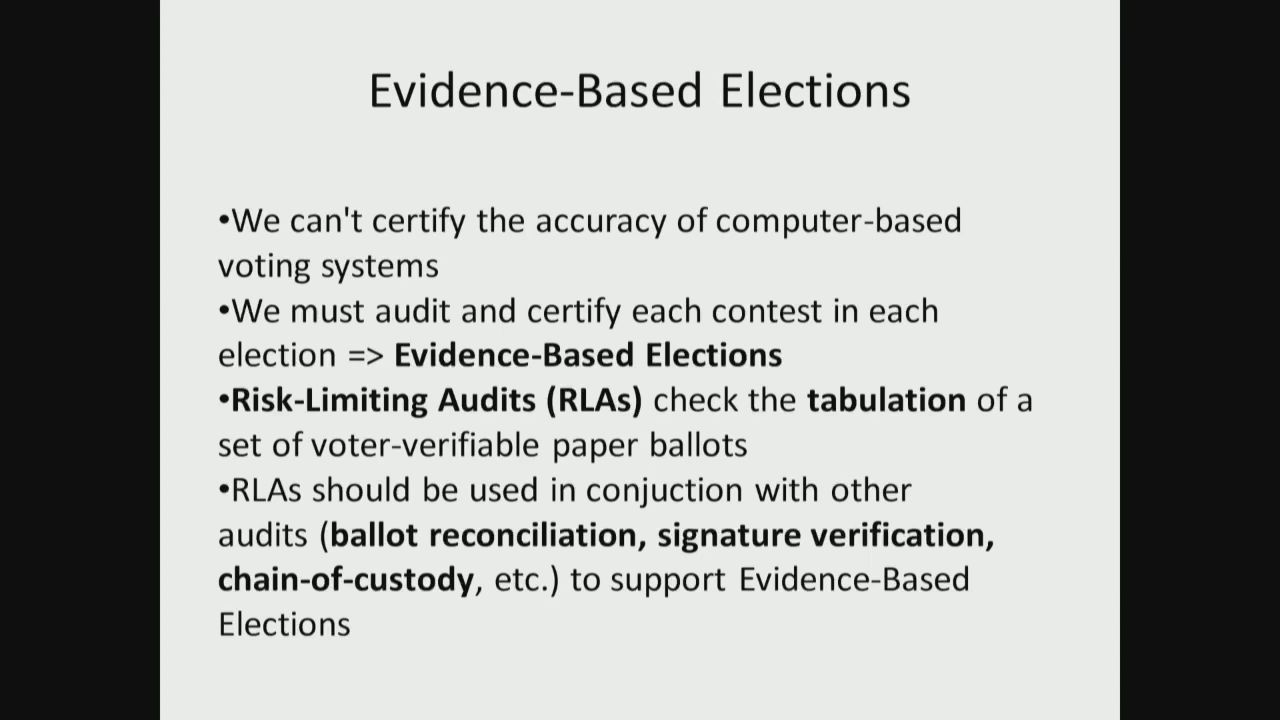 Evidence-Based Elections
•We can't certify the accuracy of computer-based
voting systems
•We must audit and certify each contest in each
election => Evidence-Based Elections
•Risk-Limiting Audits (RLAs) check the tabulation of a
set of voter-verifiable paper ballots
•RLAs should be used in conjuction with other
audits (ballot reconciliation, signature verification,
chain-of-custody, etc.) to support Evidence-Based
Elections